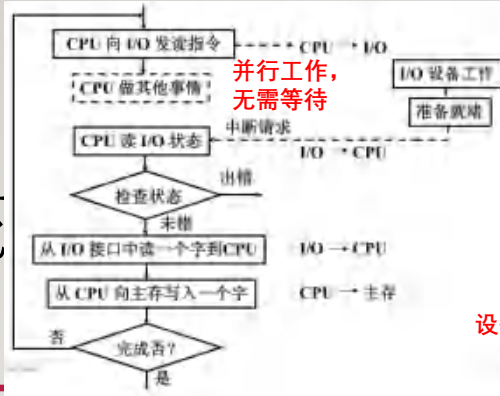 CPU 向 I/O 发读指令
CPU → I/O
并行工作,
无需等待
I/O 设备工作
CPU 做其他事情
准备就绪
中断请求
CPU 读 I/O 状态
I/O → CPU
检查状态
出错
未错
从 I/O 接口中读一个字到CPU
I/O → CPU
从 CPU 向主存写入一个字
CPU → 主存
设
否
完成否?
是